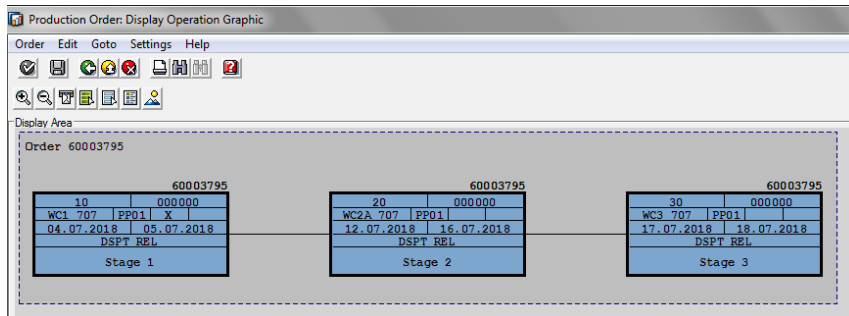 Production Order: Display Operation Graphic
Order Edit Goto Settings Help
Display Area
Order 60003795
60003795 60003795 60003795
10 000000 20 000000 30 000000
WC1 707 PP01 X WC2A 707 PP01 WC3 707 PP01
04.07.2018 05.07.2018 12.07.2018 16.07.2018 17.07.2018 18.07.2018
DSPT REL DSPT REL DSPT REL
Stage 1 Stage 2 Stage 3